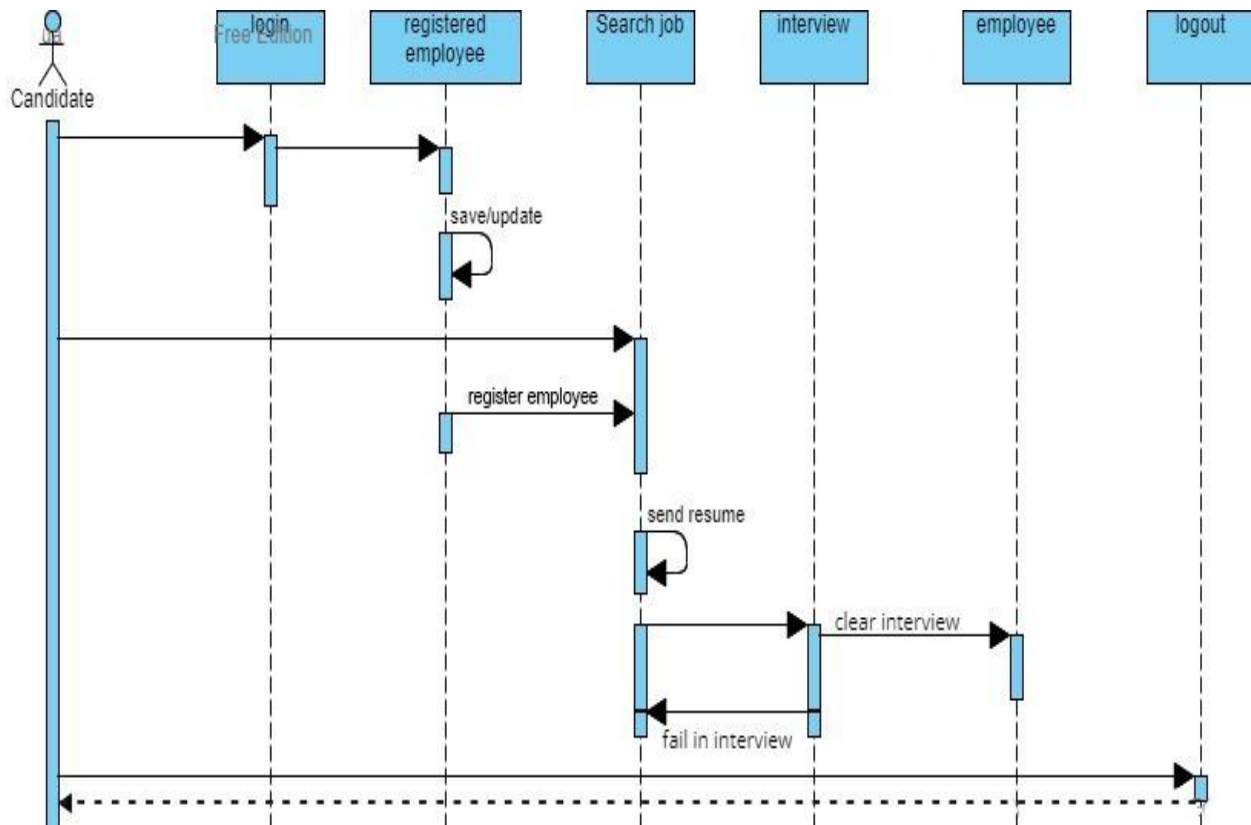 login
Free Edition
registered
employee
Search job
interview
employee
logout
Candidate
save/update
register employee
send resume
clear interview
fail in interview